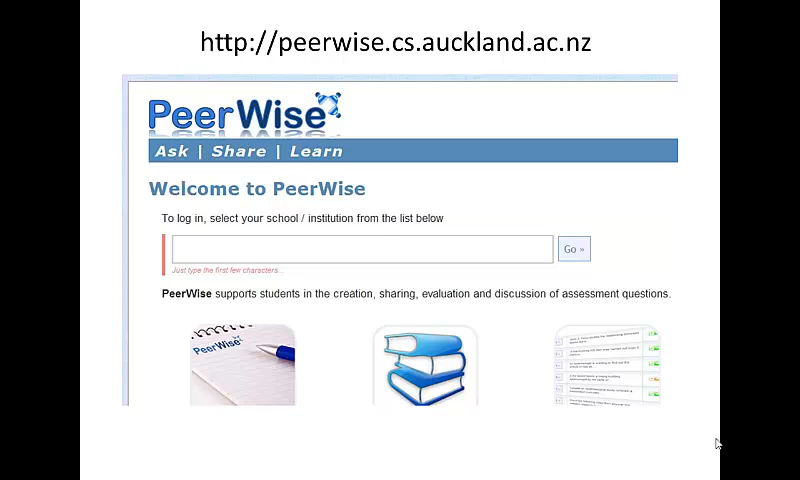 http://peerwise.cs.auckland.ac.nz
PeerWise
Ask | Share | Learn
Welcome to PeerWise
To log in, select your school / institution from the list below
Go »
Just type the first few characters...
PeerWise supports students in the creation, sharing, evaluation and discussion of assessment questions.
PeerWise